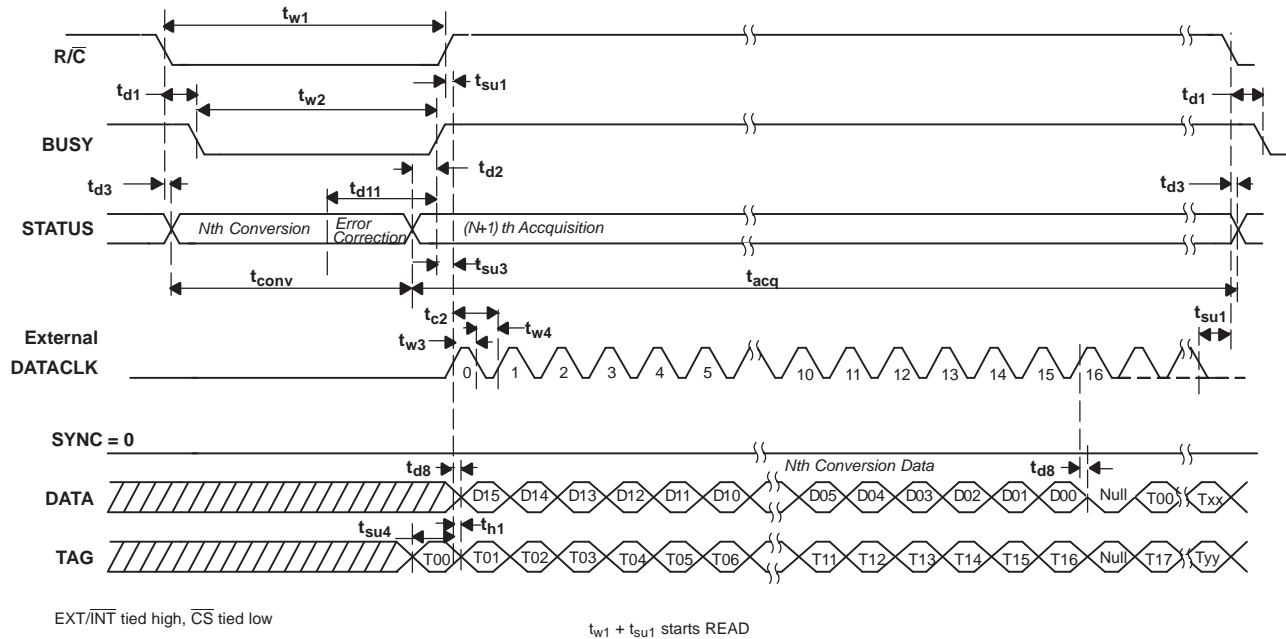 tw1
R/C
tsu1
td1
tw2
td1
BUSY
td2
td3
td11
td3
STATUS
Nth Conversion
Error
Correction
(N+1) th Accquisition
tsu3
tconv
tacq
tc2
tsu1
External
tw3
tw4
DATACLK
0 1 2 3 4 5 10 11 12 13 14 15 16
SYNC = 0
td8
Nth Conversion Data
td8
DATA
D15 D14 D13 D12 D11 D10 D05 D04 D03 D02 D01 D00 Null T00 Txx
tsu4
th1
TAG
T00 T01 T02 T03 T04 T05 T06 T11 T12 T13 T14 T15 T16 Null T17 Tyy
EXT/INT tied high, CS tied low
tw1 + tsu1 starts READ